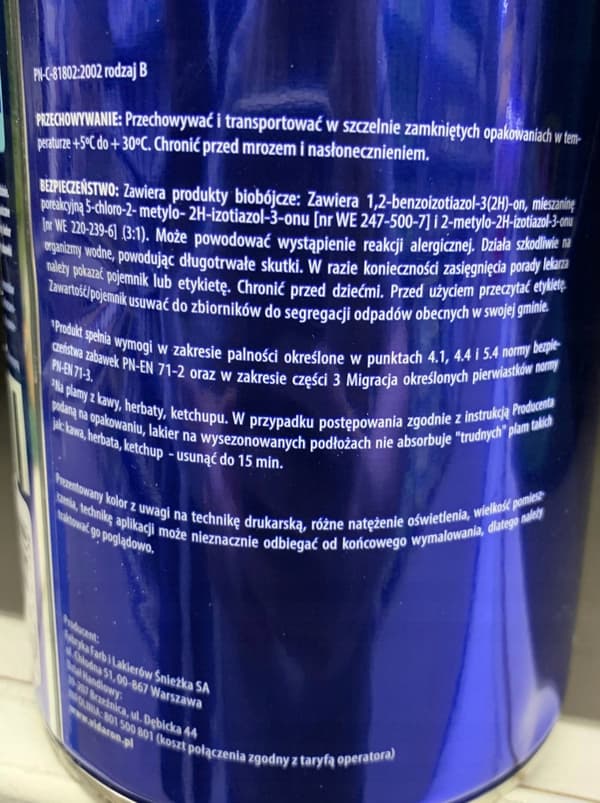 PN-C-81802:2002 rodzaj B
PRZECHOWYWANIE: Przechowywać i transportować w szczelnie zamkniętych opakowaniach w tem-
peraturze +5ºC do + 30ºC. Chronić przed mrozem i nasłonecznieniem.
BEZPIECZEŃSTWO: Zawiera produkty biobójcze: Zawiera 1,2-benzoizotiazol-3(2H)-on, mieszaninę
poreakcyjną 5-chloro-2- metylo- 2H-izotiazol-3-onu [nr WE 247-500-7] i 2-metylo-2H-izotiazol-3-onu
[nr WE 220-239-6] (3:1). Może powodować wystąpienie reakcji alergicznej. Działa szkodliwie na
organizmy wodne, powodując długotrwałe skutki. W razie konieczności zasięgnięcia porady lekarza
należy pokazać pojemnik lub etykietę. Chronić przed dziećmi. Przed użyciem przeczytać etykietę.
Zawartość/pojemnik usuwać do zbiorników do segregacji odpadów obecnych w swojej gminie.
¹Produkt spełnia wymogi w zakresie palności określone w punktach 4.1, 4.4 i 5.4 normy bezpie-
czeństwa zabawek PN-EN 71-2 oraz w zakresie części 3 Migracja określonych pierwiastków normy
PN-EN 71-3.
²Na plamy z kawy, herbaty, ketchupu. W przypadku postępowania zgodnie z instrukcją Producenta
podaną na opakowaniu, lakier na wysezonowanych podłożach nie absorbuje "trudnych" plam takich
jak: kawa, herbata, ketchup - usunąć do 15 min.
Prezentowany kolor z uwagi na technikę drukarską, różne natężenie oświetlenia, wielkość pomiesz-
czenia, technikę aplikacji może nieznacznie odbiegać od końcowego wymalowania, dlatego należy
traktować go poglądowo.
Producent:
Fabryka Farb i Lakierów Śnieżka SA
ul. Chłodna 51, 00-867 Warszawa
Dział Handlowy:
39-207 Brzeźnica, ul. Dębicka 44
INFOLINIA: 801 500 801 (koszt połączenia zgodny z taryfą operatora)
www.vidaron.pl